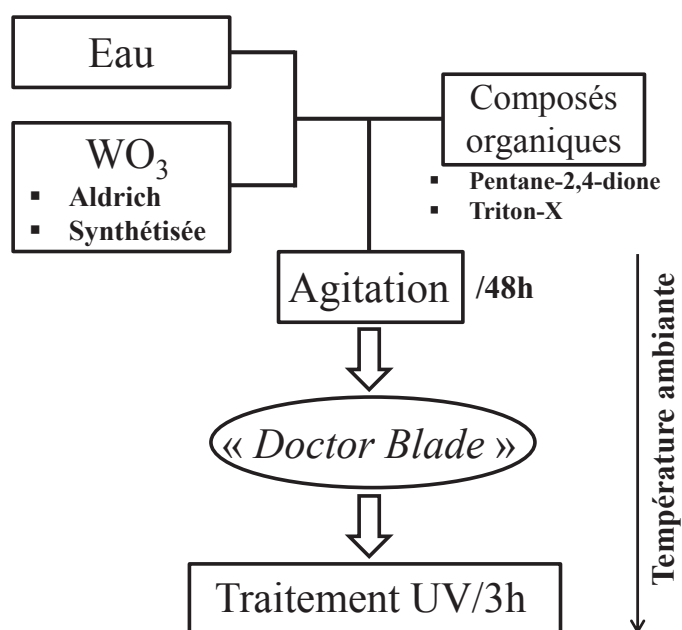 Eau
WO₃
▪ Aldrich
▪ Synthétisée
Composés
organiques
▪ Pentane-2,4-dione
▪ Triton-X
Agitation /48h
« Doctor Blade »
Traitement UV/3h
Température ambiante